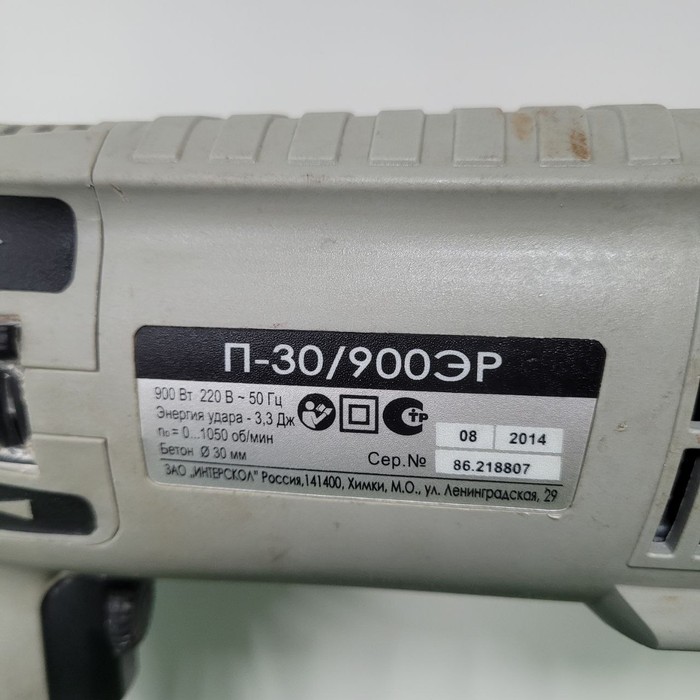 П-30/900ЭР
900 Вт 220 В ~ 50 Гц
Энергия удара - 3,3 Дж
n₀ = 0...1050 об/мин
Бетон Ø 30 мм
тр
08 2014
Сер.№ 86.218807
ЗАО „ИНТЕРСКОЛ" Россия,141400, Химки, М.О., ул. Ленинградская, 29